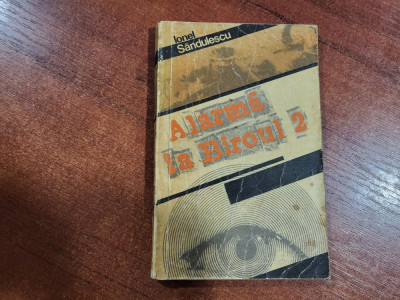 Ionel
Săndulescu
Alarmă
la Biroul 2